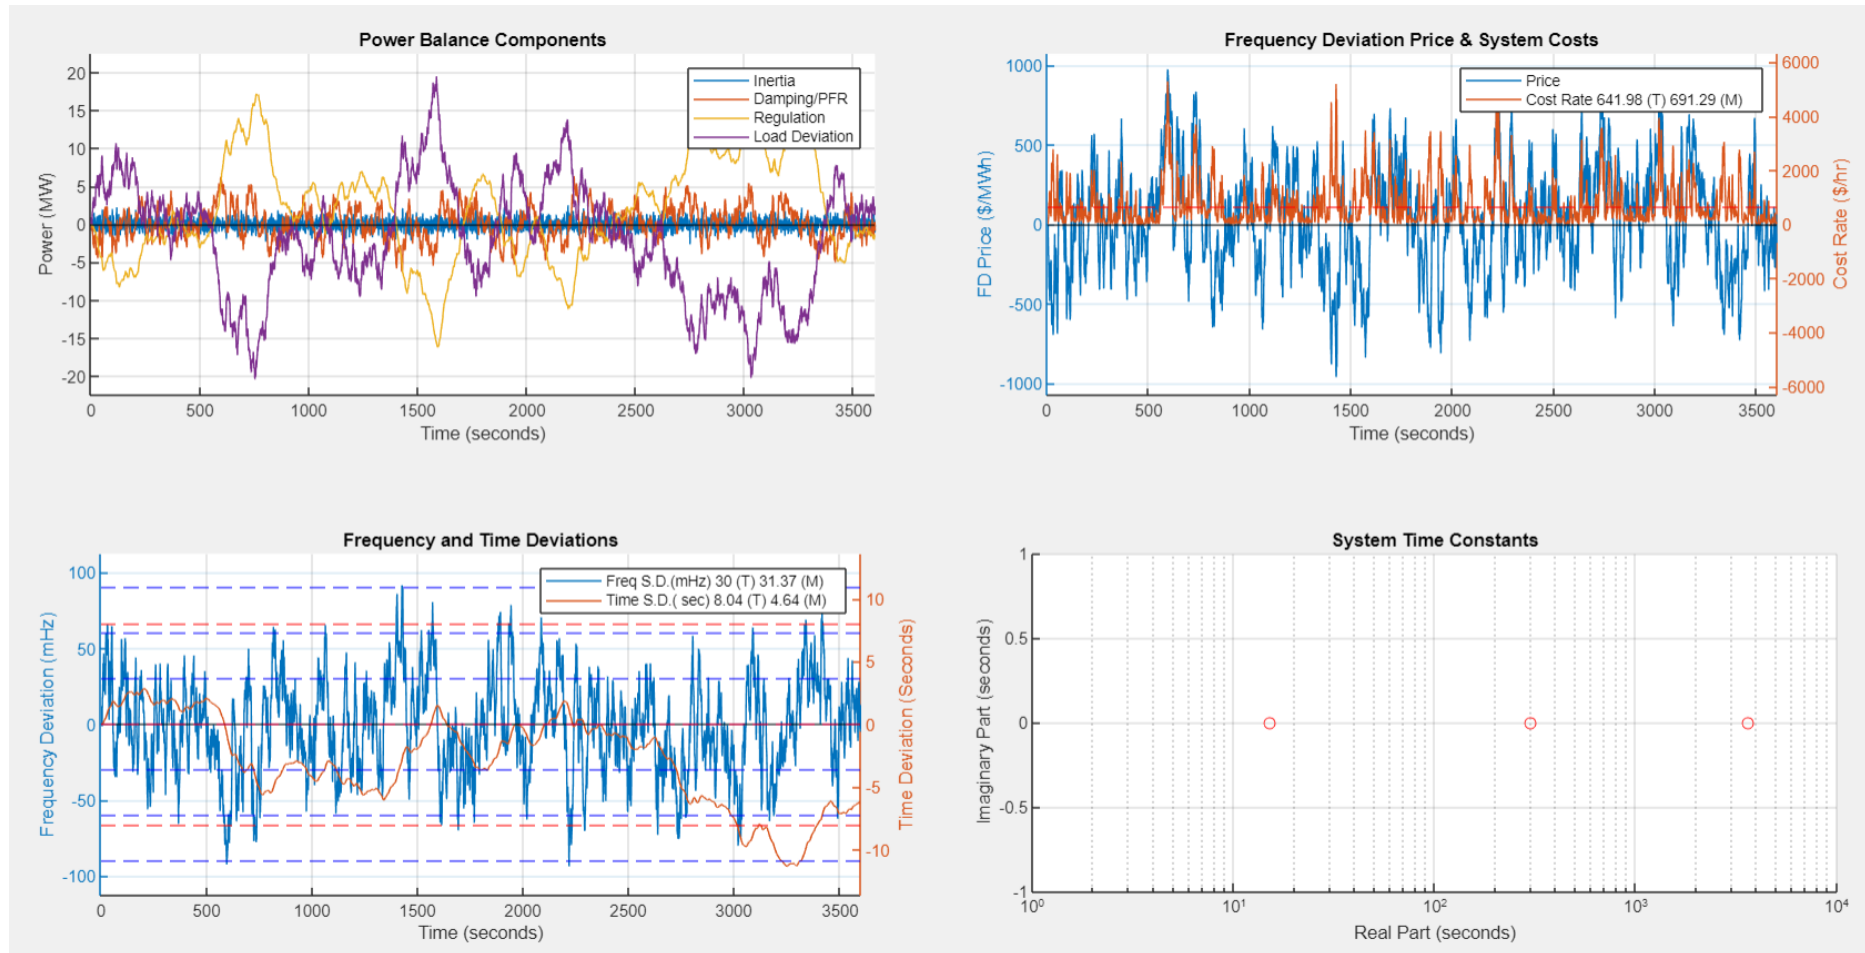 Power Balance Components
Inertia
Damping/PFR
Regulation
Load Deviation
20
15
10
5
0
-5
-10
-15
-20
Power (MW)
0 500 1000 1500 2000 2500 3000 3500
Time (seconds)
Frequency Deviation Price & System Costs
Price
Cost Rate 641.98 (T) 691.29 (M)
1000
500
0
-500
-1000
FD Price ($/MWh)
6000
4000
2000
0
-2000
-4000
-6000
Cost Rate ($/hr)
0 500 1000 1500 2000 2500 3000 3500
Time (seconds)
Frequency and Time Deviations
Freq S.D.(mHz) 30 (T) 31.37 (M)
Time S.D.( sec) 8.04 (T) 4.64 (M)
100
50
0
-50
-100
Frequency Deviation (mHz)
10
5
0
-5
-10
Time Deviation (Seconds)
0 500 1000 1500 2000 2500 3000 3500
Time (seconds)
System Time Constants
1
0.5
0
-0.5
-1
Imaginary Part (seconds)
10⁰ 10¹ 10² 10³ 10⁴
Real Part (seconds)